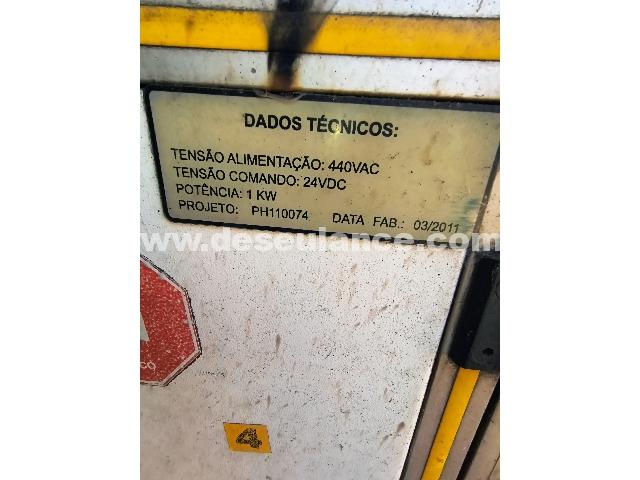 DADOS TÉCNICOS:
TENSÃO ALIMENTAÇÃO: 440VAC
TENSÃO COMANDO: 24VDC
POTÊNCIA: 1 KW
PROJETO: PH110074 DATA FAB.: 03/2011
www.deseulance.com
4